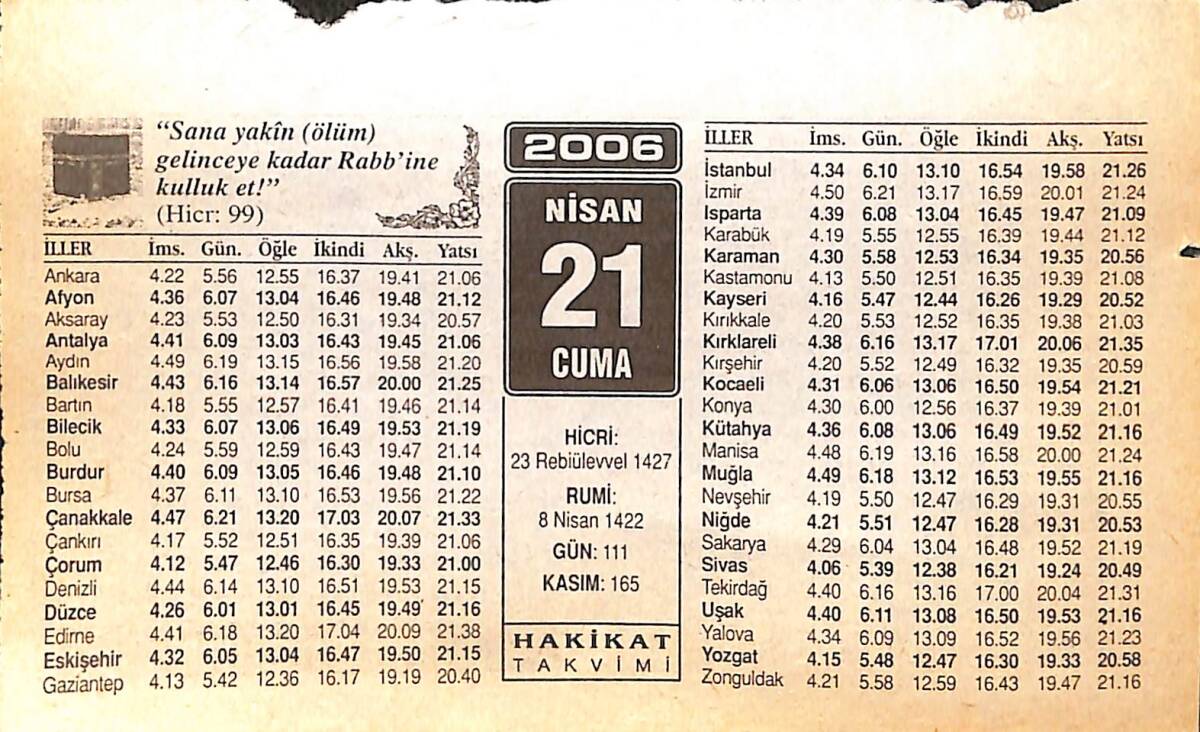 “Sana yakîn (ölüm)
gelinceye kadar Rabb’ine
kulluk et!”
(Hicr: 99)
İLLER İms. Gün. Öğle İkindi Akş. Yatsı
Ankara 4.22 5.56 12.55 16.37 19.41 21.06
Afyon 4.36 6.07 13.04 16.46 19.48 21.12
Aksaray 4.23 5.53 12.50 16.31 19.34 20.57
Antalya 4.41 6.09 13.03 16.43 19.45 21.06
Aydın 4.49 6.19 13.15 16.56 19.58 21.20
Balıkesir 4.43 6.16 13.14 16.57 20.00 21.25
Bartın 4.18 5.55 12.57 16.41 19.46 21.14
Bilecik 4.33 6.07 13.06 16.49 19.53 21.19
Bolu 4.24 5.59 12.59 16.43 19.47 21.14
Burdur 4.40 6.09 13.05 16.46 19.48 21.10
Bursa 4.37 6.11 13.10 16.53 19.56 21.22
Çanakkale 4.47 6.21 13.20 17.03 20.07 21.33
Çankırı 4.17 5.52 12.51 16.35 19.39 21.06
Çorum 4.12 5.47 12.46 16.30 19.33 21.00
Denizli 4.44 6.14 13.10 16.51 19.53 21.15
Düzce 4.26 6.01 13.01 16.45 19.49 21.16
Edirne 4.41 6.18 13.20 17.04 20.09 21.38
Eskişehir 4.32 6.05 13.04 16.47 19.50 21.15
Gaziantep 4.13 5.42 12.36 16.17 19.19 20.40
2006
NİSAN
21
CUMA
HİCRİ:
23 Rebiülevvel 1427
RUMİ:
8 Nisan 1422
GÜN: 111
KASIM: 165
HAKİKAT
TAKVİMİ
İLLER İms. Gün. Öğle İkindi Akş. Yatsı
İstanbul 4.34 6.10 13.10 16.54 19.58 21.26
İzmir 4.50 6.21 13.17 16.59 20.01 21.24
Isparta 4.39 6.08 13.04 16.45 19.47 21.09
Karabük 4.19 5.55 12.55 16.39 19.44 21.12
Karaman 4.30 5.58 12.53 16.34 19.35 20.56
Kastamonu 4.13 5.50 12.51 16.35 19.39 21.08
Kayseri 4.16 5.47 12.44 16.26 19.29 20.52
Kırıkkale 4.20 5.53 12.52 16.35 19.38 21.03
Kırklareli 4.38 6.16 13.17 17.01 20.06 21.35
Kırşehir 4.20 5.52 12.49 16.32 19.35 20.59
Kocaeli 4.31 6.06 13.06 16.50 19.54 21.21
Konya 4.30 6.00 12.56 16.37 19.39 21.01
Kütahya 4.36 6.08 13.06 16.49 19.52 21.16
Manisa 4.48 6.19 13.16 16.58 20.00 21.24
Muğla 4.49 6.18 13.12 16.53 19.55 21.16
Nevşehir 4.19 5.50 12.47 16.29 19.31 20.55
Niğde 4.21 5.51 12.47 16.28 19.31 20.53
Sakarya 4.29 6.04 13.04 16.48 19.52 21.19
Sivas 4.06 5.39 12.38 16.21 19.24 20.49
Tekirdağ 4.40 6.16 13.16 17.00 20.04 21.31
Uşak 4.40 6.11 13.08 16.50 19.53 21.16
Yalova 4.34 6.09 13.09 16.52 19.56 21.23
Yozgat 4.15 5.48 12.47 16.30 19.33 20.58
Zonguldak 4.21 5.58 12.59 16.43 19.47 21.16